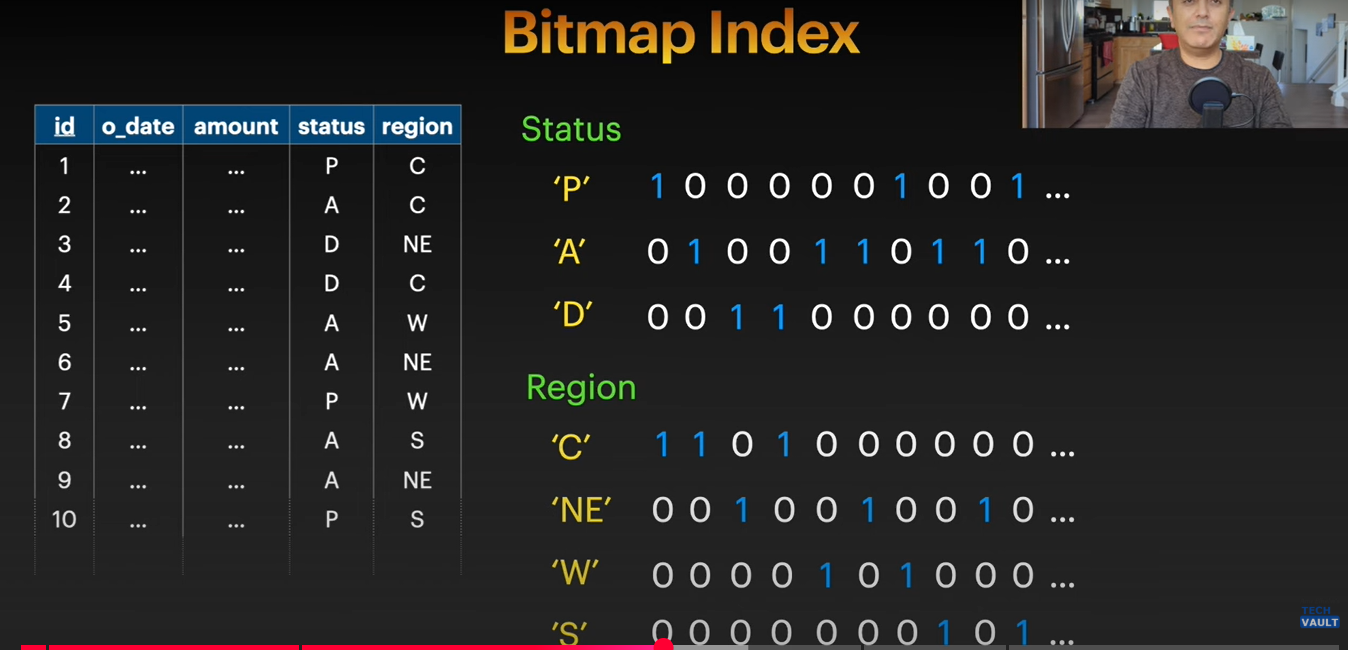 Bitmap Index
id o_date amount status region
1 ... ... P C
2 ... ... A C
3 ... ... D NE
4 ... ... D C
5 ... ... A W
6 ... ... A NE
7 ... ... P W
8 ... ... A S
9 ... ... A NE
10 ... ... P S
Status
‘P’ 1 0 0 0 0 0 1 0 0 1 ...
‘A’ 0 1 0 0 1 1 0 1 1 0 ...
‘D’ 0 0 1 1 0 0 0 0 0 0 ...
Region
‘C’ 1 1 0 1 0 0 0 0 0 0 ...
‘NE’ 0 0 1 0 0 1 0 0 1 0 ...
‘W’ 0 0 0 0 1 0 1 0 0 0 ...
‘S’ 0 0 0 0 0 0 0 1 0 1 ...
TECH
VAULT